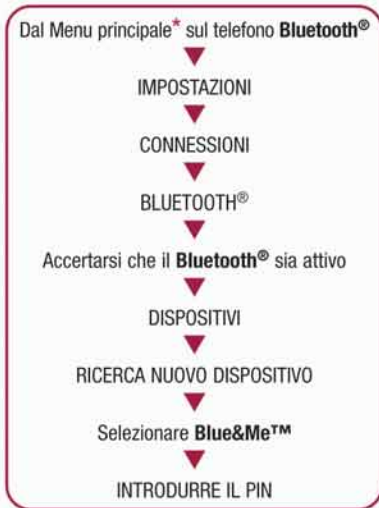 Dal Menu principale* sul telefono Bluetooth®
IMPOSTAZIONI
CONNESSIONI
BLUETOOTH®
Accertarsi che il Bluetooth® sia attivo
DISPOSITIVI
RICERCA NUOVO DISPOSITIVO
Selezionare Blue&Me™
INTRODURRE IL PIN